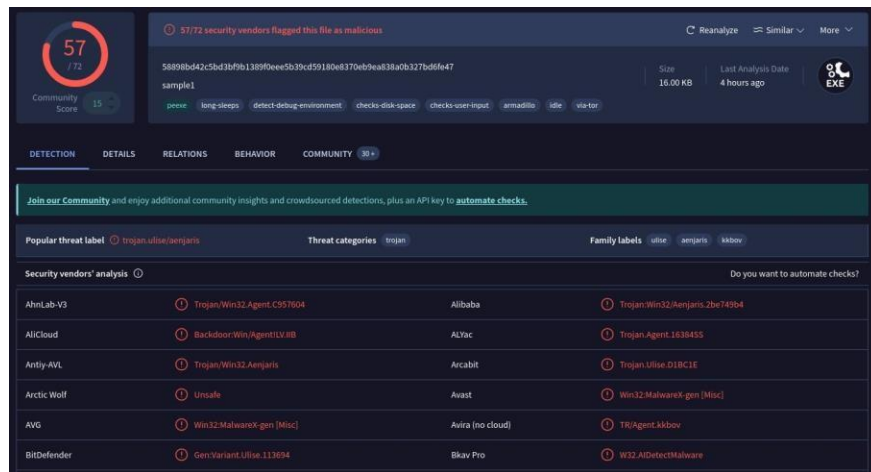 57/72 security vendors flagged this file as malicious
Reanalyze Similar More
57
/ 72
Community Score 15
58898bd42c5bd3bf9b1389f0eee5b39cd59180e8370eb9ea838a0b327bd6fe47
sample1
peexe long-sleeps detect-debug-environment checks-disk-space checks-user-input armadillo idle via-tor
Size
16.00 KB
Last Analysis Date
4 hours ago
EXE
DETECTION DETAILS RELATIONS BEHAVIOR COMMUNITY 30+
Join our Community and enjoy additional community insights and crowdsourced detections, plus an API key to automate checks.
Popular threat label trojan.ulise/aenjaris Threat categories trojan Family labels ulise aenjaris kkbov
Security vendors' analysis Do you want to automate checks?
AhnLab-V3 Trojan/Win32.Agent.C957604 Alibaba Trojan:Win32/Aenjaris.2be749b4
AliCloud Backdoor:Win/Agent!LV.IIB ALYac Trojan.Agent.16384SS
Antiy-AVL Trojan/Win32.Aenjaris Arcabit Trojan.Ulise.D1BC1E
Arctic Wolf Unsafe Avast Win32:MalwareX-gen [Misc]
AVG Win32:MalwareX-gen [Misc] Avira (no cloud) TR/Agent.kkbov
BitDefender Gen:Variant.Ulise.113694 Bkav Pro W32.AIDetectMalware